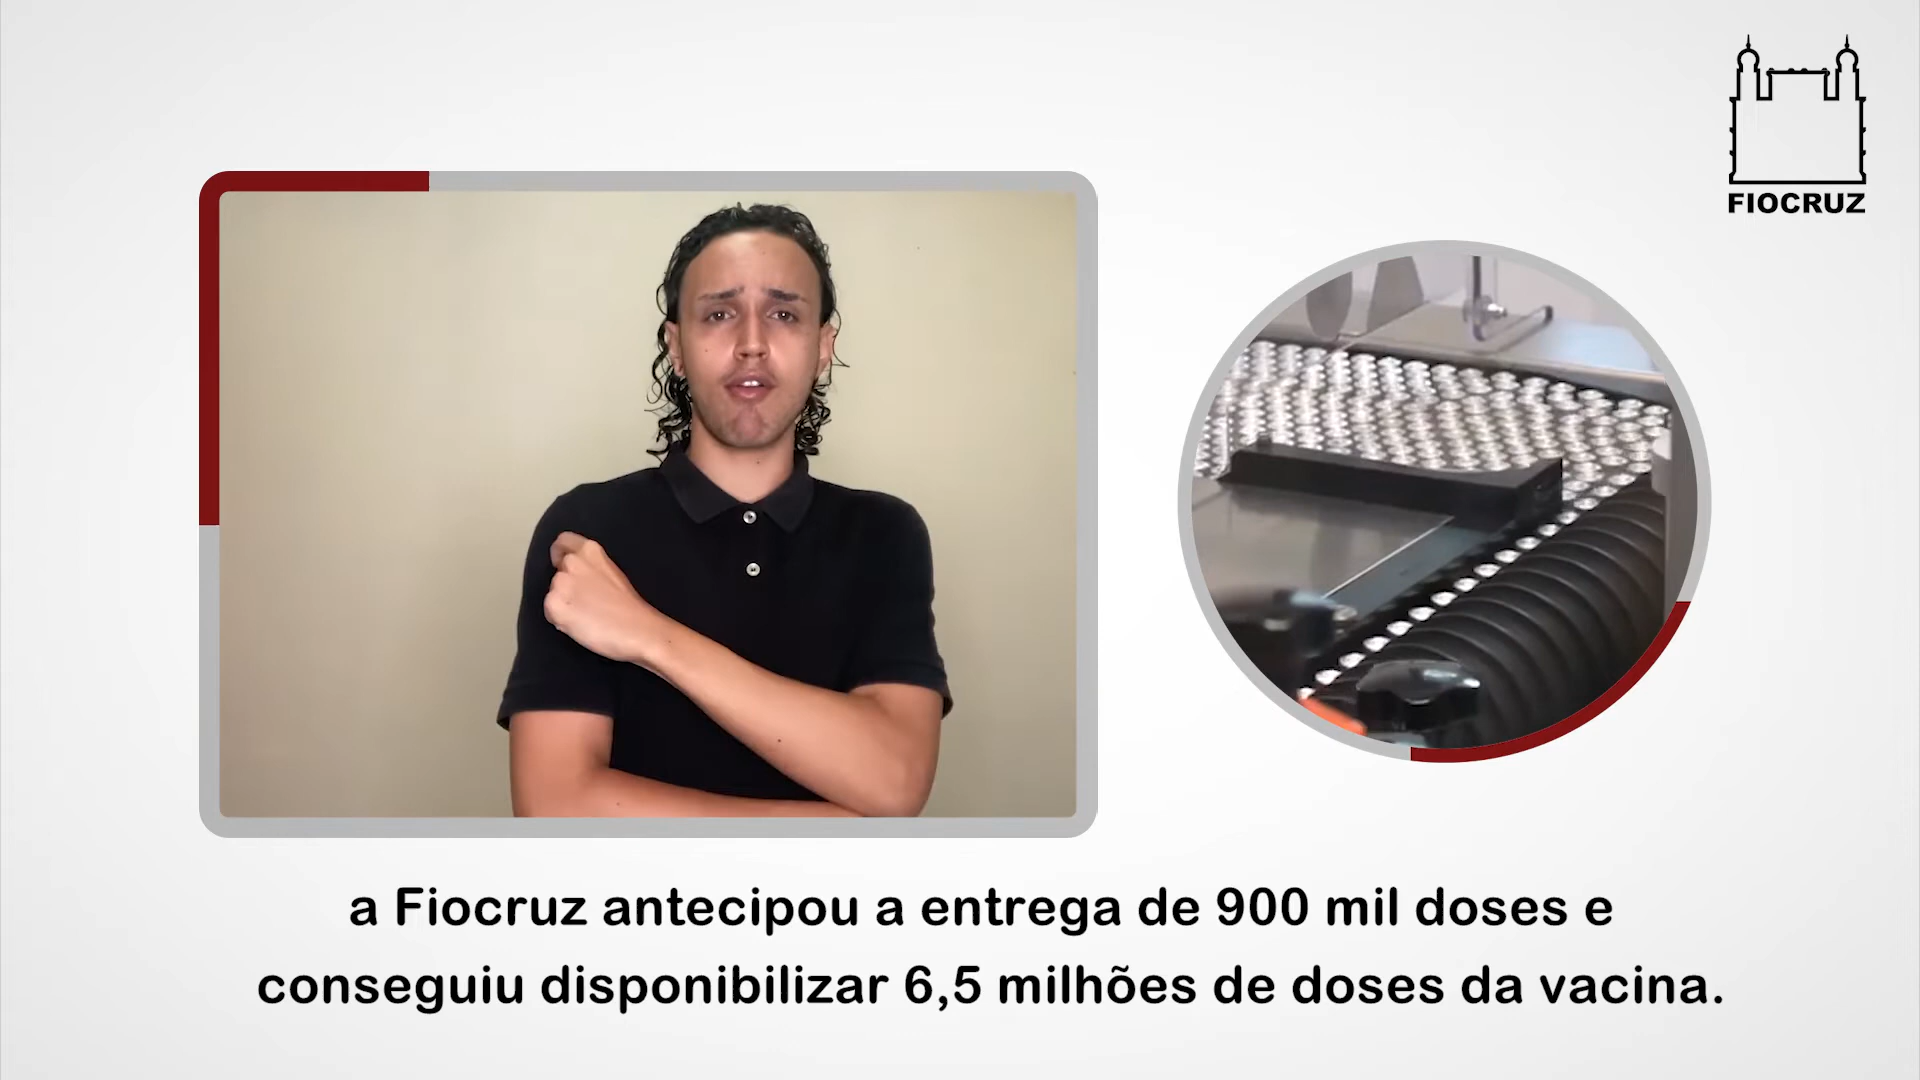 FIOCRUZ
a Fiocruz antecipou a entrega de 900 mil doses e
conseguiu disponibilizar 6,5 milhões de doses da vacina.